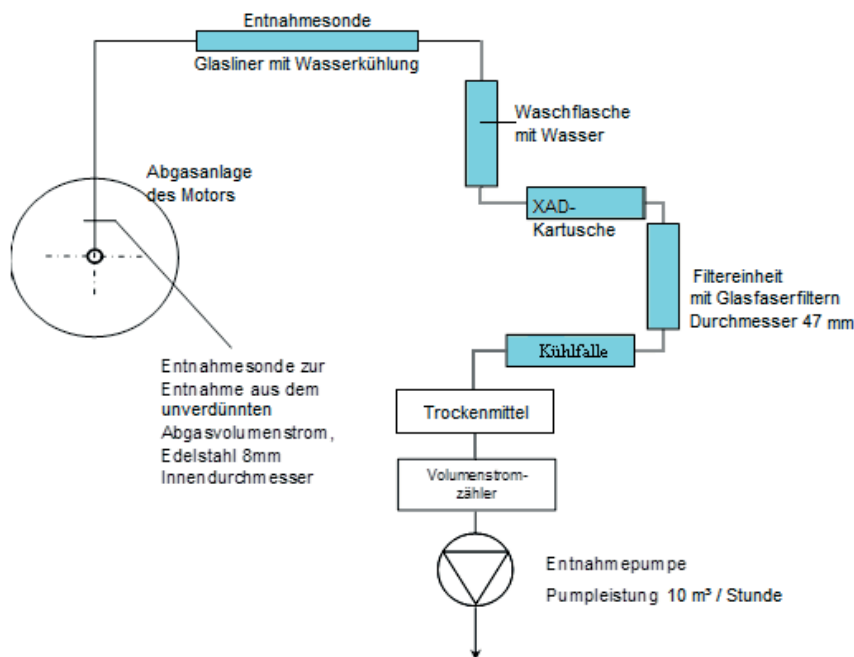 Entnahmesonde
Glasliner mit Wasserkühlung
Waschflasche
mit Wasser
Abgasanlage
des Motors
XAD-
Kartusche
Filtereinheit
mit Glasfaserfiltern
Durchmesser 47 mm
Kühlfalle
Entnahmesonde zur
Entnahme aus dem
unverdünnten
Abgasvolumenstrom,
Edelstahl 8mm
Innendurchmesser
Trockenmittel
Volumenstrom-
zähler
Entnahmepumpe
Pumpleistung 10 m³ / Stunde